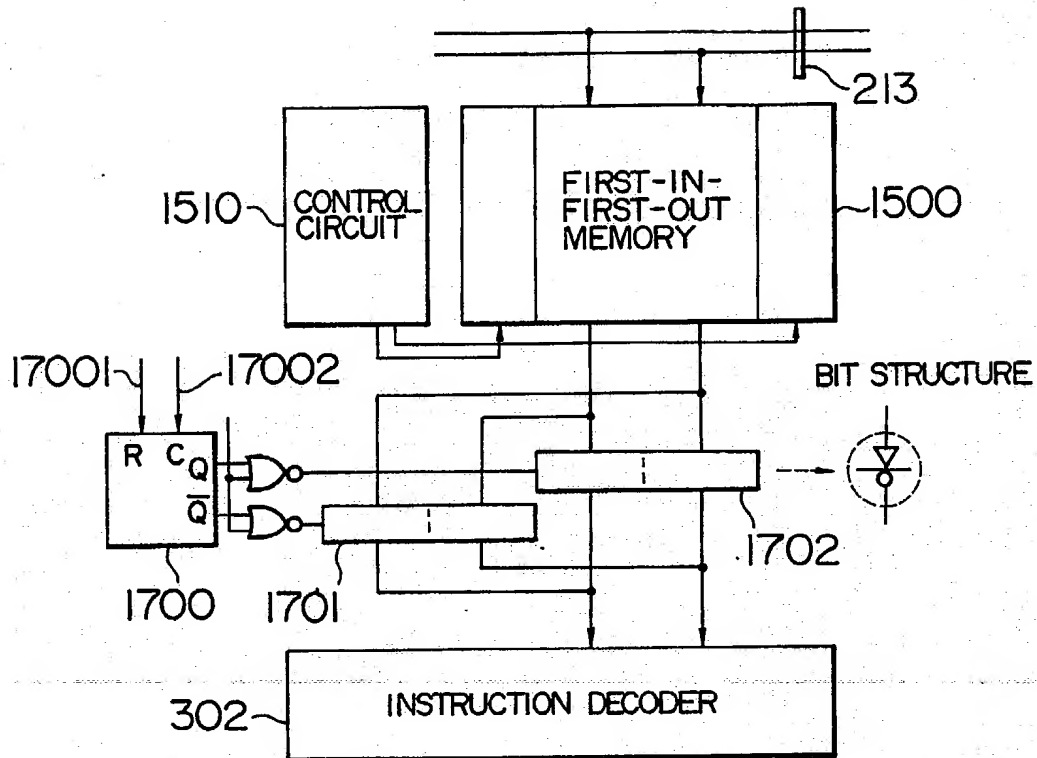 213
1510
CONTROL
CIRCUIT
FIRST-IN-
FIRST-OUT
MEMORY
1500
17001
17002
BIT STRUCTURE
R
C
Q
Q̅
1700
1701
1702
302
INSTRUCTION DECODER